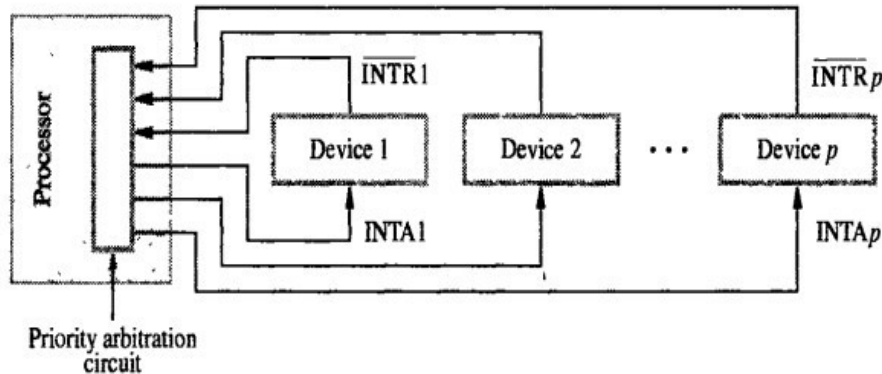 INTR1
INTRp
Processor
Device 1
Device 2
Device p
INTA1
INTAp
Priority arbitration
circuit